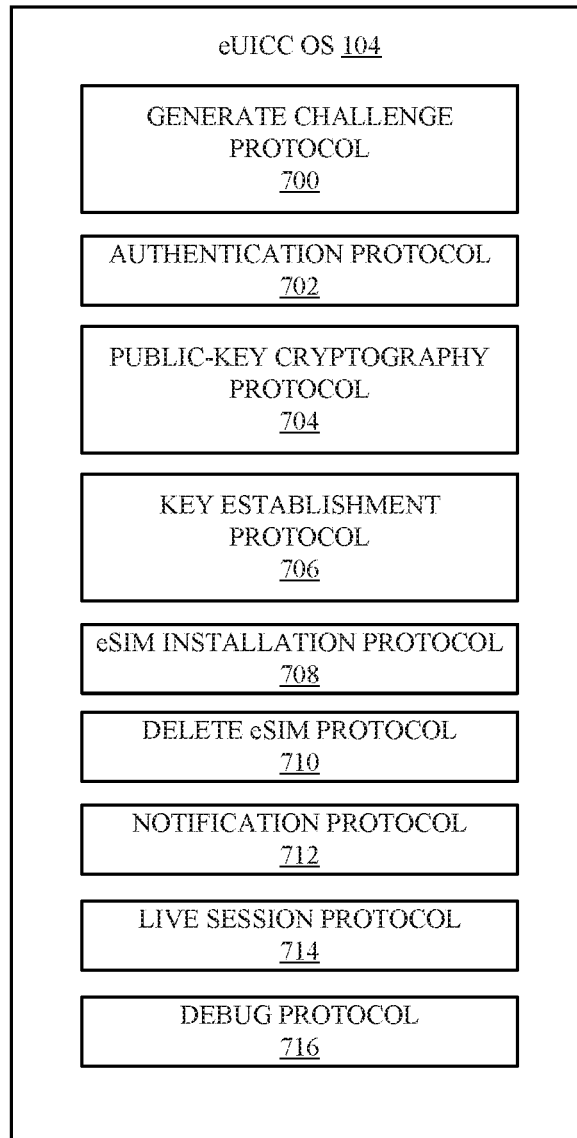 eUICC OS 104
GENERATE CHALLENGE
PROTOCOL
700
AUTHENTICATION PROTOCOL
702
PUBLIC-KEY CRYPTOGRAPHY
PROTOCOL
704
KEY ESTABLISHMENT
PROTOCOL
706
eSIM INSTALLATION PROTOCOL
708
DELETE eSIM PROTOCOL
710
NOTIFICATION PROTOCOL
712
LIVE SESSION PROTOCOL
714
DEBUG PROTOCOL
716